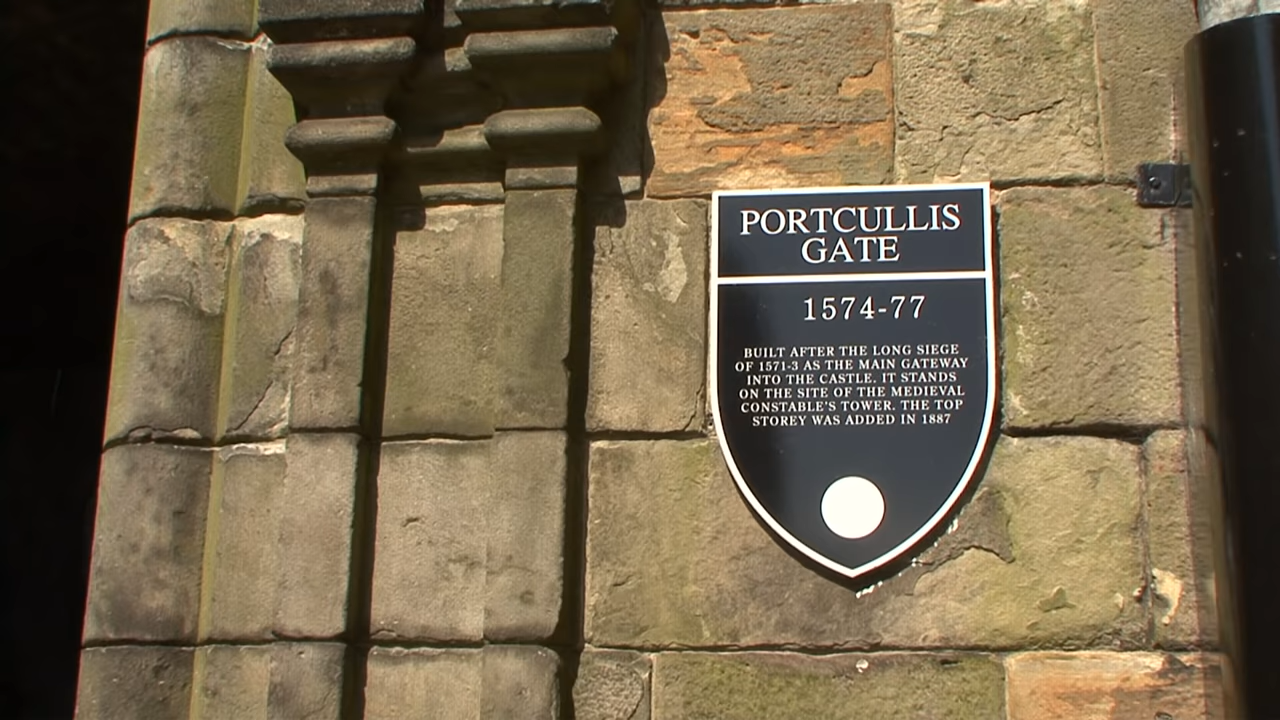 PORTCULLIS
GATE
1574-77
BUILT AFTER THE LONG SIEGE
OF 1571-3 AS THE MAIN GATEWAY
INTO THE CASTLE. IT STANDS
ON THE SITE OF THE MEDIEVAL
CONSTABLE'S TOWER. THE TOP
STOREY WAS ADDED IN 1887